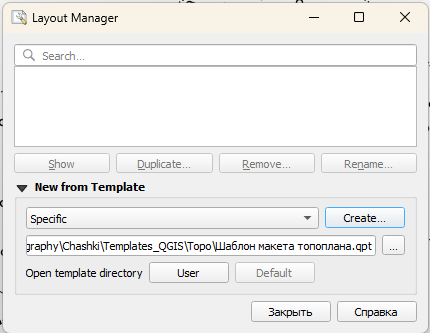 Layout Manager
Search...
Show
Duplicate...
Remove...
Rename...
New from Template
Specific
Create...
graphy\Chashki\Templates_QGIS\Topo\Шаблон макета топоплана.qpt
...
Open template directory
User
Default
Закрыть
Справка